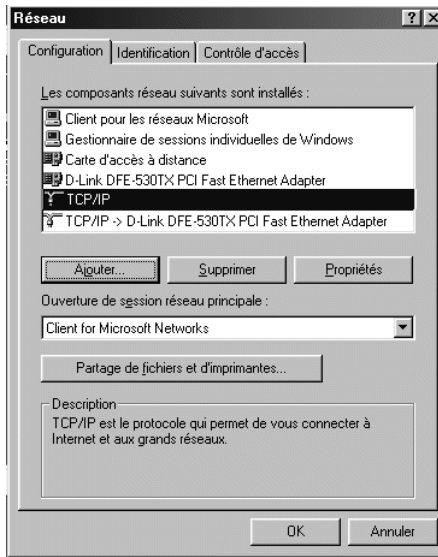 Réseau
Configuration
Identification
Contrôle d'accès
Les composants réseau suivants sont installés :
Client pour les réseaux Microsoft
Gestionnaire de sessions individuelles de Windows
Carte d'accès à distance
D-Link DFE-530TX PCI Fast Ethernet Adapter
TCP/IP
TCP/IP -> D-Link DFE-530TX PCI Fast Ethernet Adapter
Ajouter...
Supprimer
Propriétés
Ouverture de session réseau principale :
Client for Microsoft Networks
Partage de fichiers et d'imprimantes...
Description
TCP/IP est le protocole qui permet de vous connecter à
Internet et aux grands réseaux.
OK
Annuler